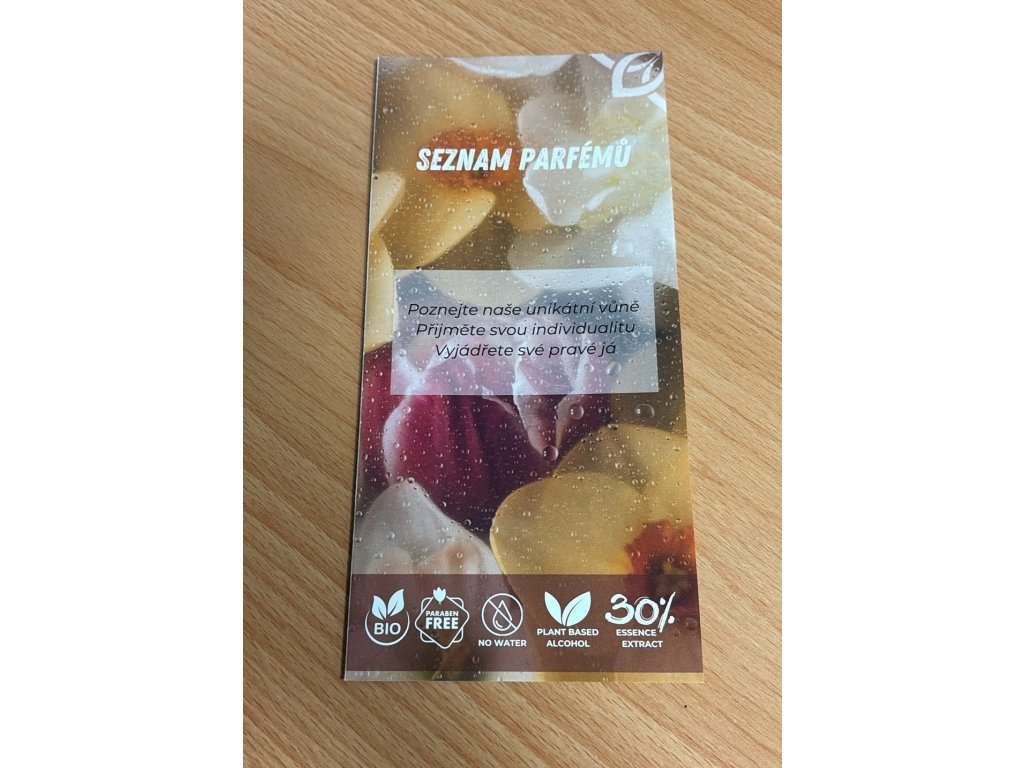 SEZNAM PARFÉMŮ
Poznejte naše unikátní vůně
Přijměte svou individualitu
Vyjádřete své pravé já
BIO
PARABEN
FREE
NO WATER
PLANT BASED
ALCOHOL
30%
ESSENCE
EXTRACT